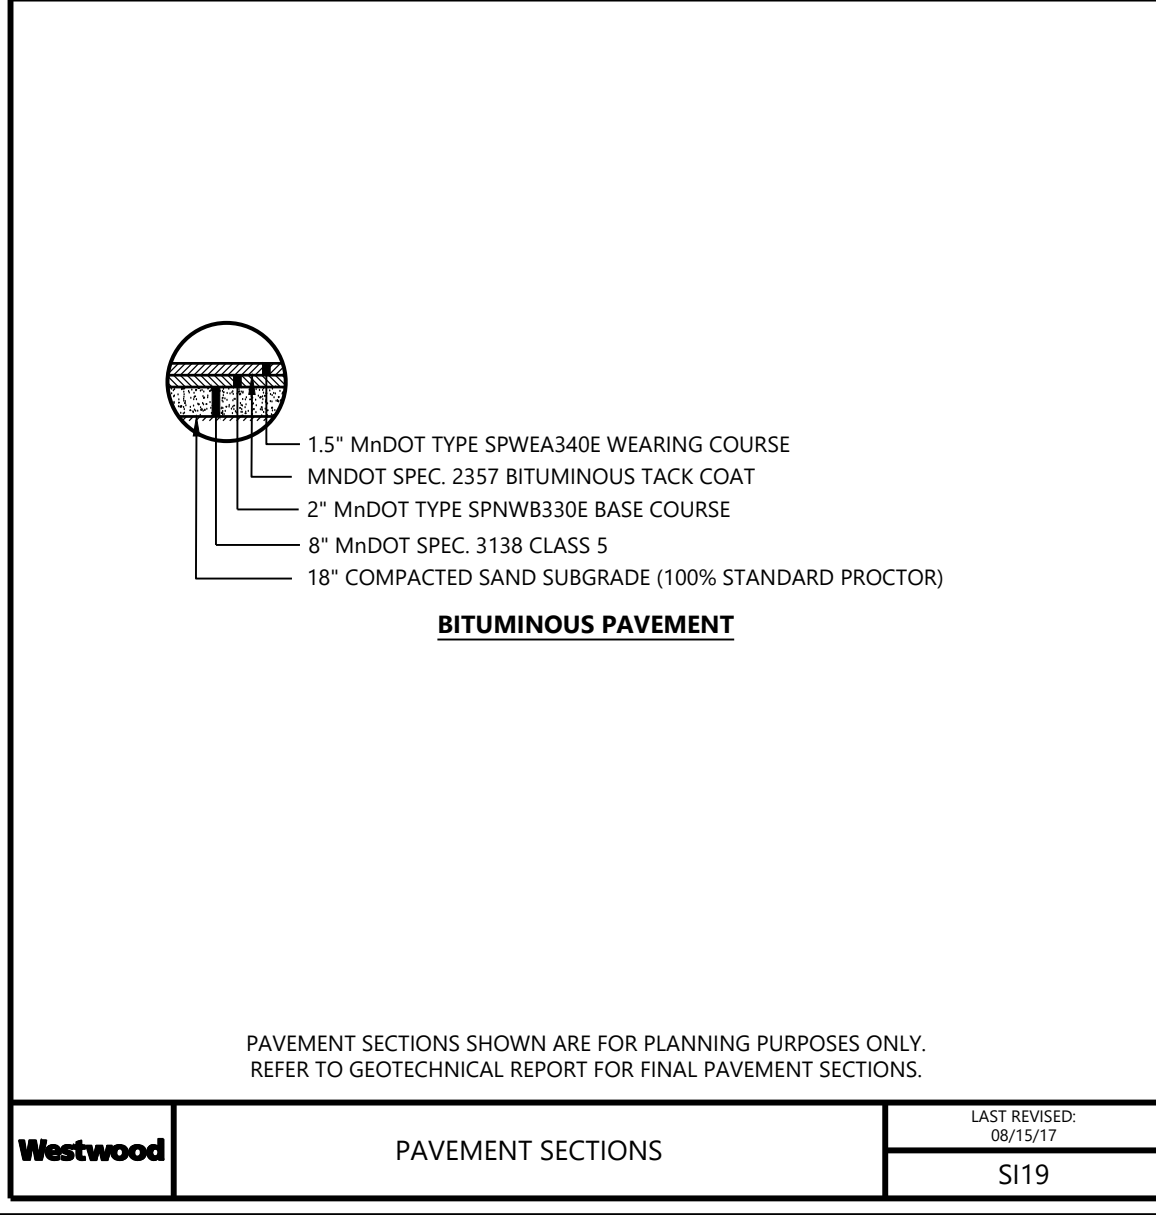 1.5" MnDOT TYPE SPWEA340E WEARING COURSE
MNDOT SPEC. 2357 BITUMINOUS TACK COAT
2" MnDOT TYPE SPNWB330E BASE COURSE
8" MnDOT SPEC. 3138 CLASS 5
18" COMPACTED SAND SUBGRADE (100% STANDARD PROCTOR)
BITUMINOUS PAVEMENT
PAVEMENT SECTIONS SHOWN ARE FOR PLANNING PURPOSES ONLY.
REFER TO GEOTECHNICAL REPORT FOR FINAL PAVEMENT SECTIONS.
Westwood
PAVEMENT SECTIONS
LAST REVISED:
08/15/17
SI19